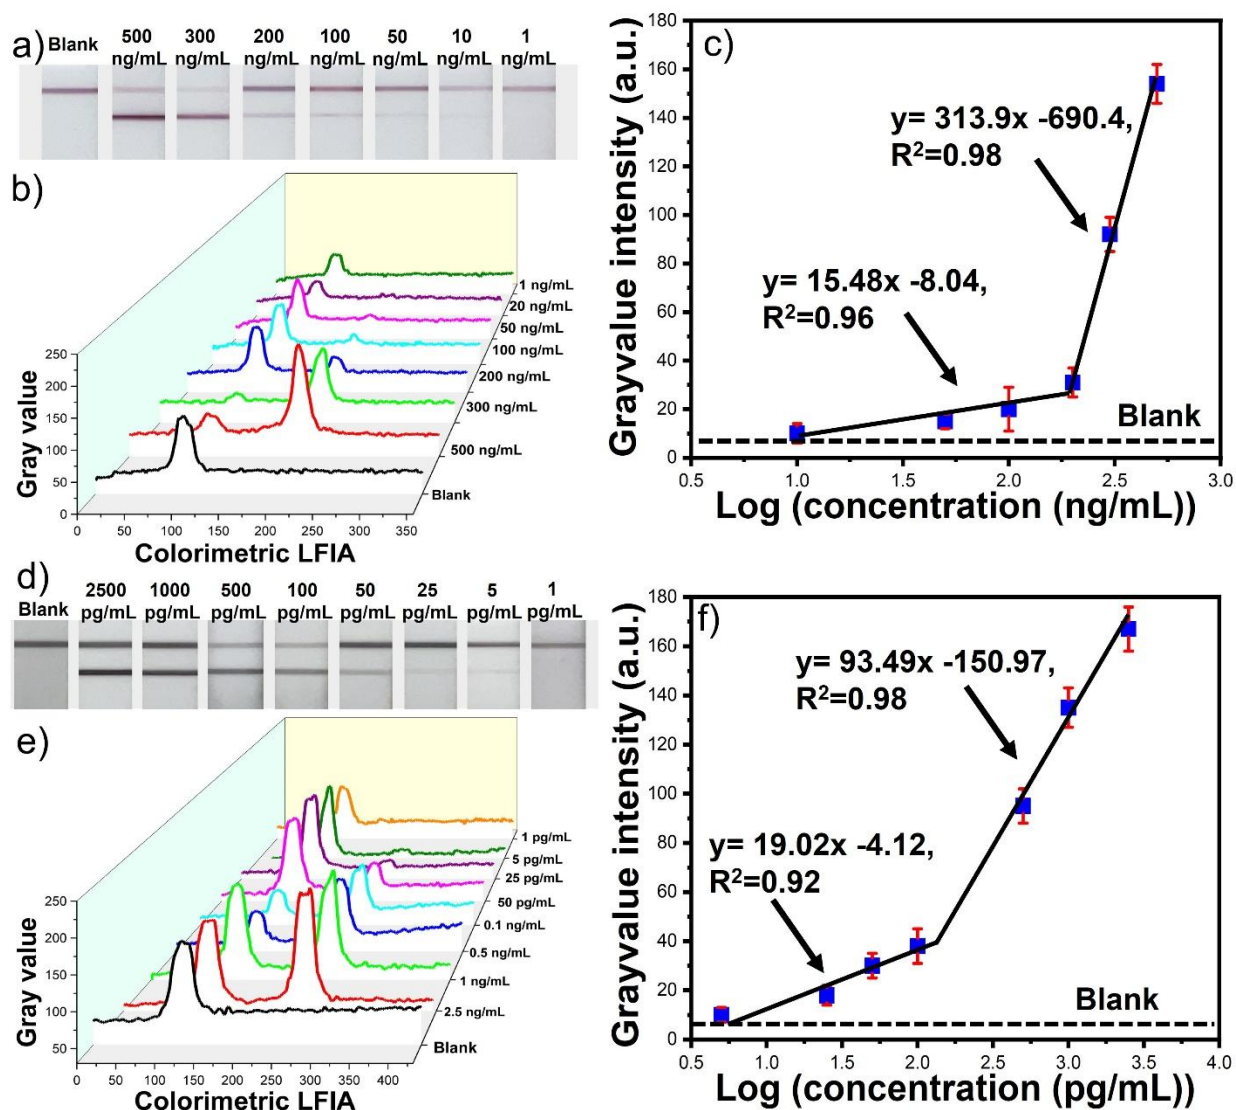 a)
Blank
500 ng/mL
300 ng/mL
200 ng/mL
100 ng/mL
50 ng/mL
10 ng/mL
1 ng/mL
b)
Gray value
250
200
150
100
50
0
0 50 100 150 200 250 300 350
Colorimetric LFIA
1 ng/mL
20 ng/mL
50 ng/mL
100 ng/mL
200 ng/mL
300 ng/mL
500 ng/mL
Blank
c)
Grayvalue intensity (a.u.)
180
160
140
120
100
80
60
40
20
0
y= 313.9x -690.4,
R²=0.98
y= 15.48x -8.04,
R²=0.96
Blank
0.5 1.0 1.5 2.0 2.5 3.0
Log (concentration (ng/mL))
d)
Blank
2500 pg/mL
1000 pg/mL
500 pg/mL
100 pg/mL
50 pg/mL
25 pg/mL
5 pg/mL
1 pg/mL
e)
Gray value
250
200
150
100
50
0 50 100 150 200 250 300 350 400
Colorimetric LFIA
1 pg/mL
5 pg/mL
25 pg/mL
50 pg/mL
0.1 ng/mL
0.5 ng/mL
1 ng/mL
2.5 ng/mL
Blank
f)
Grayvalue intensity (a.u.)
180
160
140
120
100
80
60
40
20
0
y= 93.49x -150.97,
R²=0.98
y= 19.02x -4.12,
R²=0.92
Blank
0.5 1.0 1.5 2.0 2.5 3.0 3.5 4.0
Log (concentration (pg/mL))